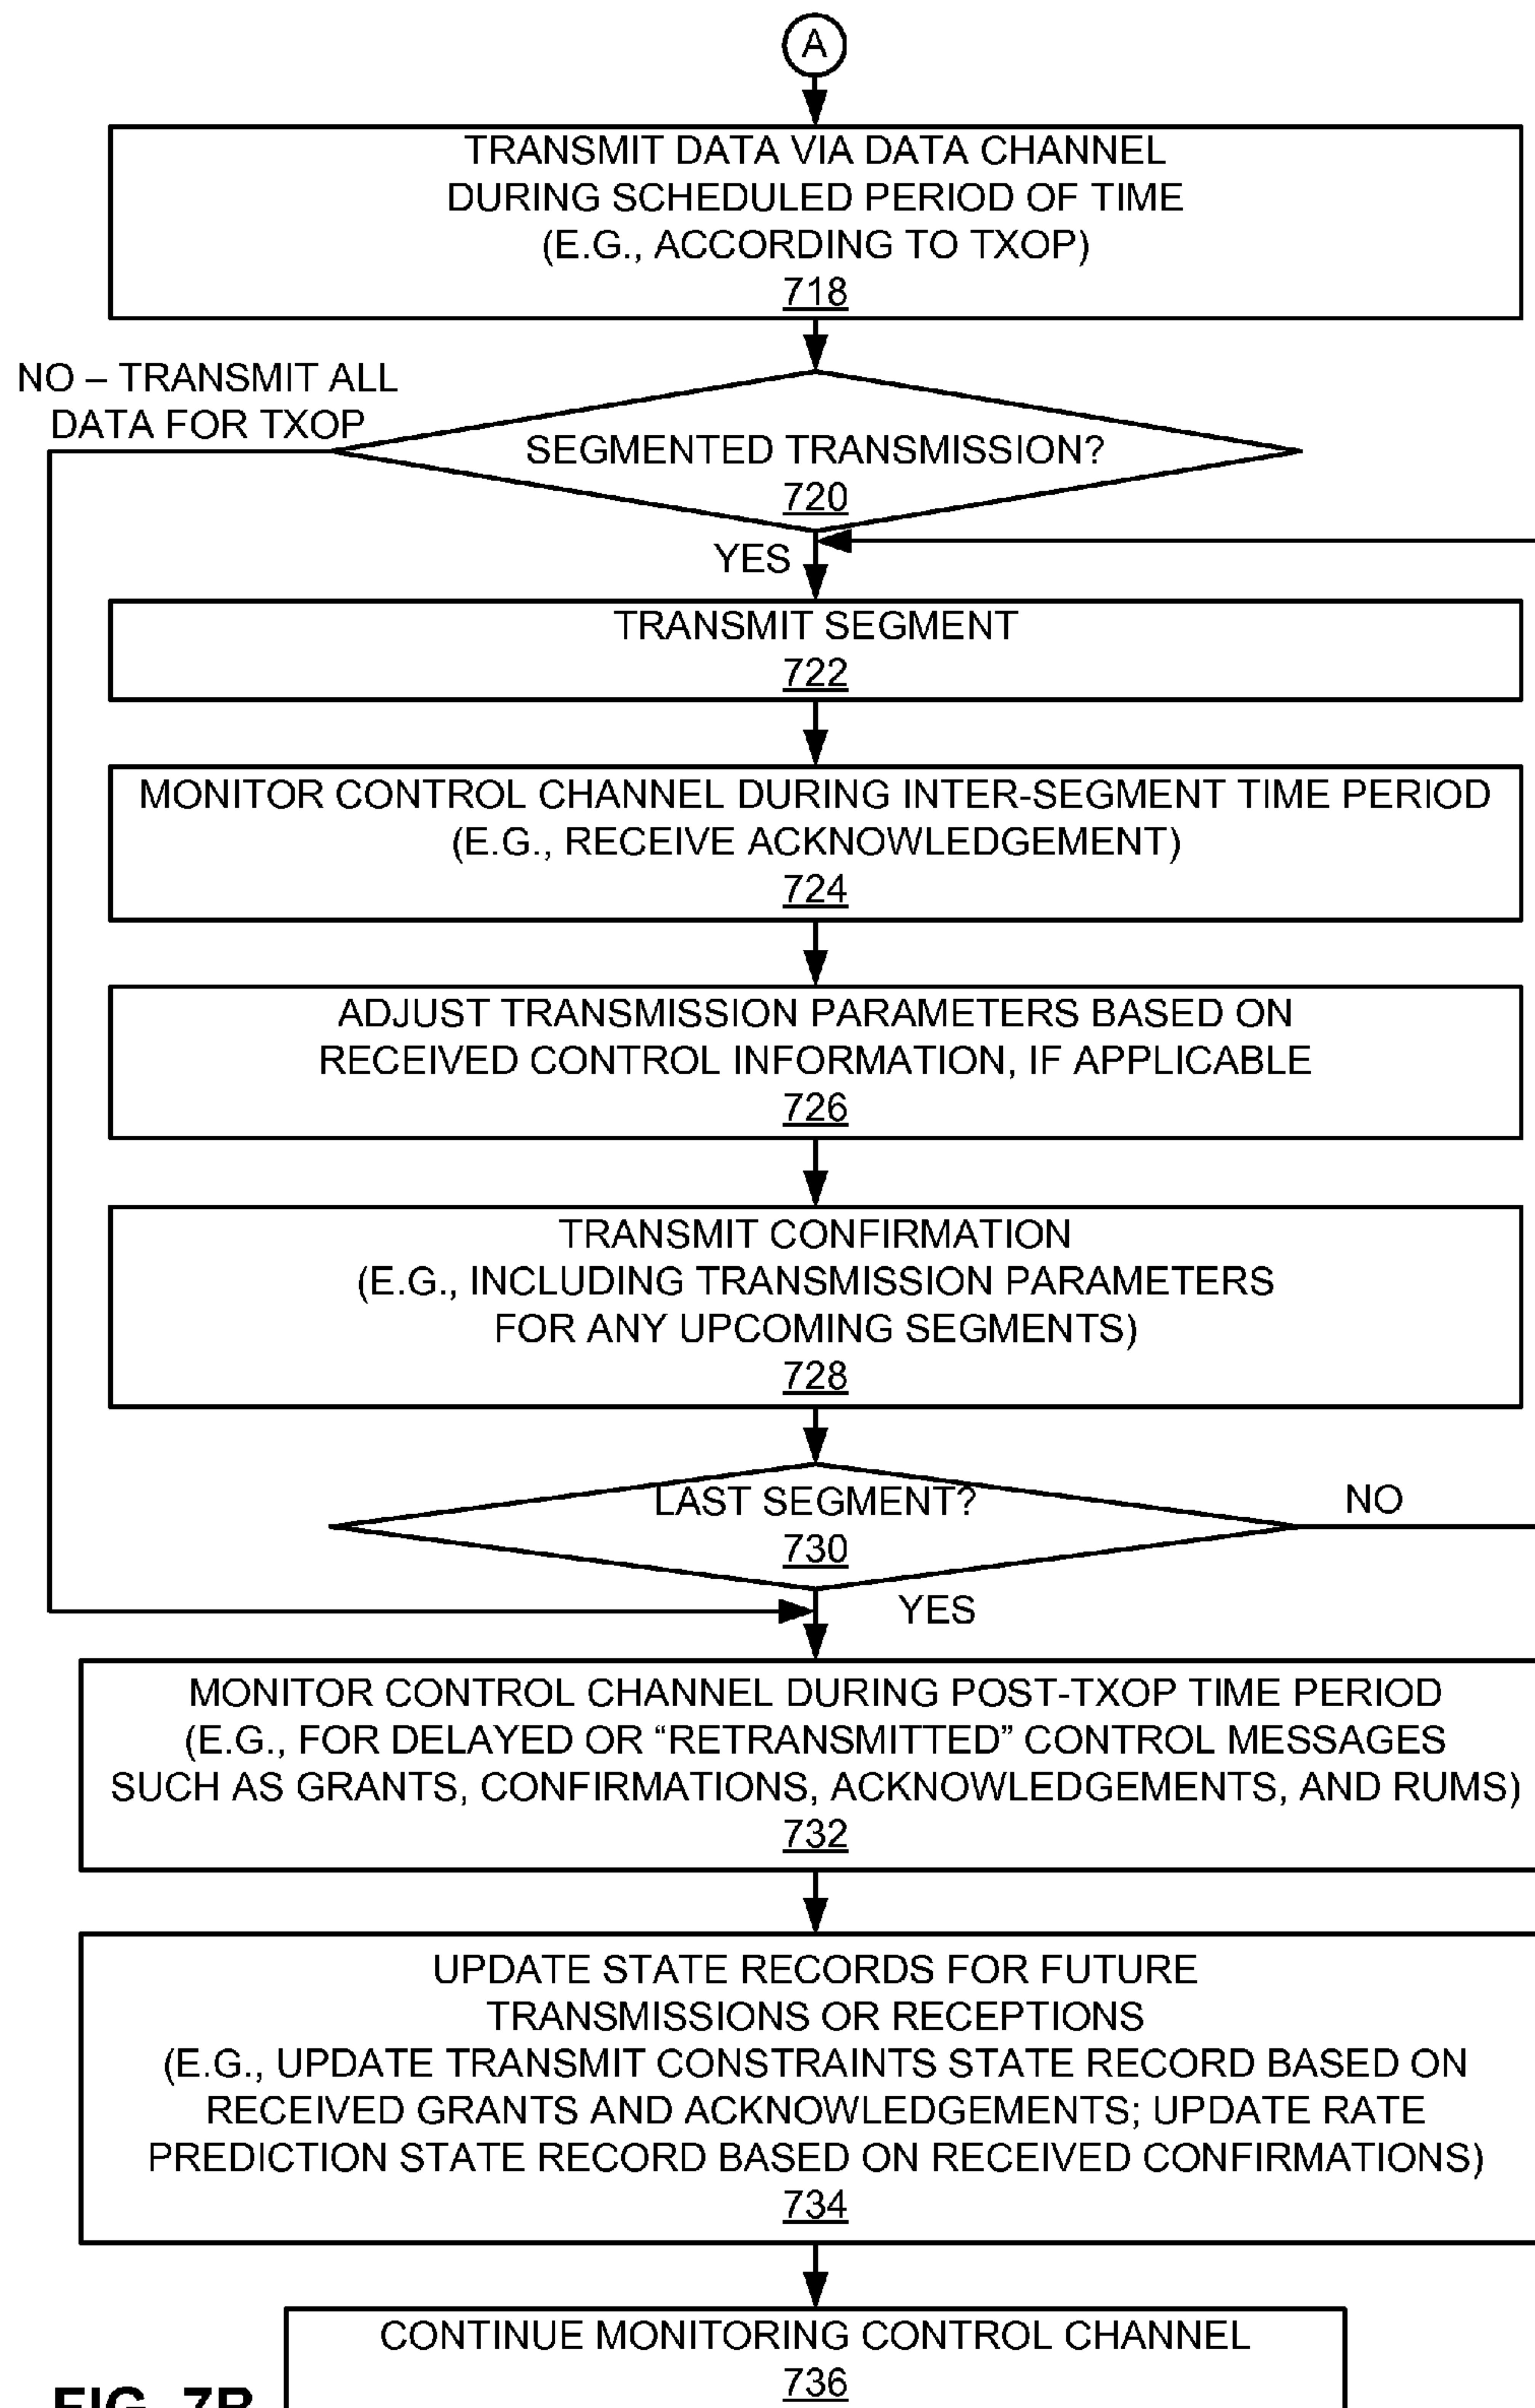 A
TRANSMIT DATA VIA DATA CHANNEL
DURING SCHEDULED PERIOD OF TIME
(E.G., ACCORDING TO TXOP)
718
NO – TRANSMIT ALL
DATA FOR TXOP
SEGMENTED TRANSMISSION?
720
YES
TRANSMIT SEGMENT
722
MONITOR CONTROL CHANNEL DURING INTER-SEGMENT TIME PERIOD
(E.G., RECEIVE ACKNOWLEDGEMENT)
724
ADJUST TRANSMISSION PARAMETERS BASED ON
RECEIVED CONTROL INFORMATION, IF APPLICABLE
726
TRANSMIT CONFIRMATION
(E.G., INCLUDING TRANSMISSION PARAMETERS
FOR ANY UPCOMING SEGMENTS)
728
LAST SEGMENT?
730
NO
YES
MONITOR CONTROL CHANNEL DURING POST-TXOP TIME PERIOD
(E.G., FOR DELAYED OR “RETRANSMITTED” CONTROL MESSAGES
SUCH AS GRANTS, CONFIRMATIONS, ACKNOWLEDGEMENTS, AND RUMS)
732
UPDATE STATE RECORDS FOR FUTURE
TRANSMISSIONS OR RECEPTIONS
(E.G., UPDATE TRANSMIT CONSTRAINTS STATE RECORD BASED ON
RECEIVED GRANTS AND ACKNOWLEDGEMENTS; UPDATE RATE
PREDICTION STATE RECORD BASED ON RECEIVED CONFIRMATIONS)
734
CONTINUE MONITORING CONTROL CHANNEL
736
FIG. 7B